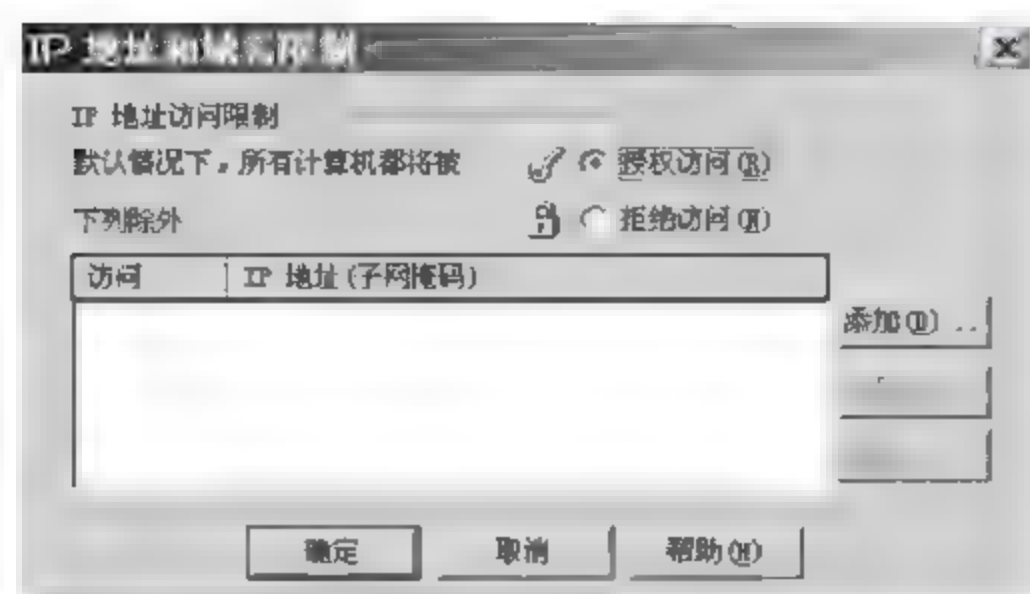 IP 地址和域名限制
IP 地址访问限制
默认情况下，所有计算机都将被
授权访问(R)
下列除外
拒绝访问(N)
访问 IP 地址(子网掩码)
添加(D)..
确定 取消 帮助(H)